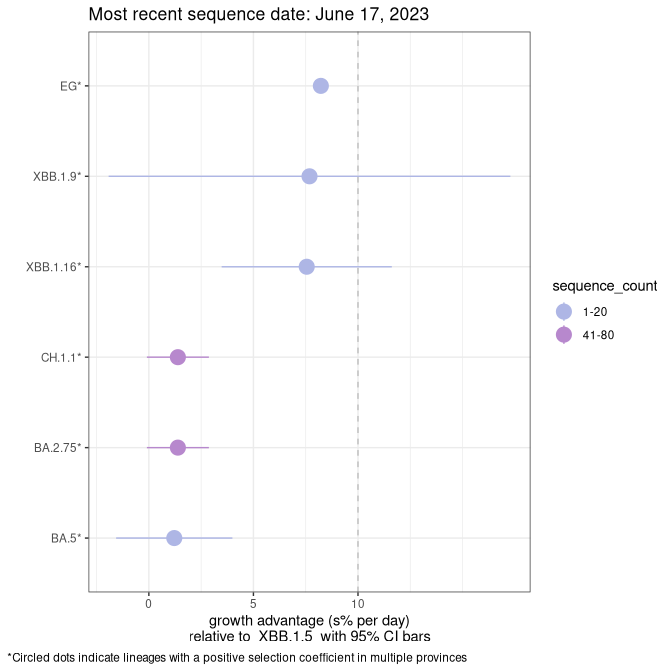 Most recent sequence date: June 17, 2023
EG*
XBB.1.9*
XBB.1.16*
CH.1.1*
BA.2.75*
BA.5*
0 5 10
growth advantage (s% per day)
relative to XBB.1.5 with 95% CI bars
sequence_count
1-20
41-80
*Circled dots indicate lineages with a positive selection coefficient in multiple provinces